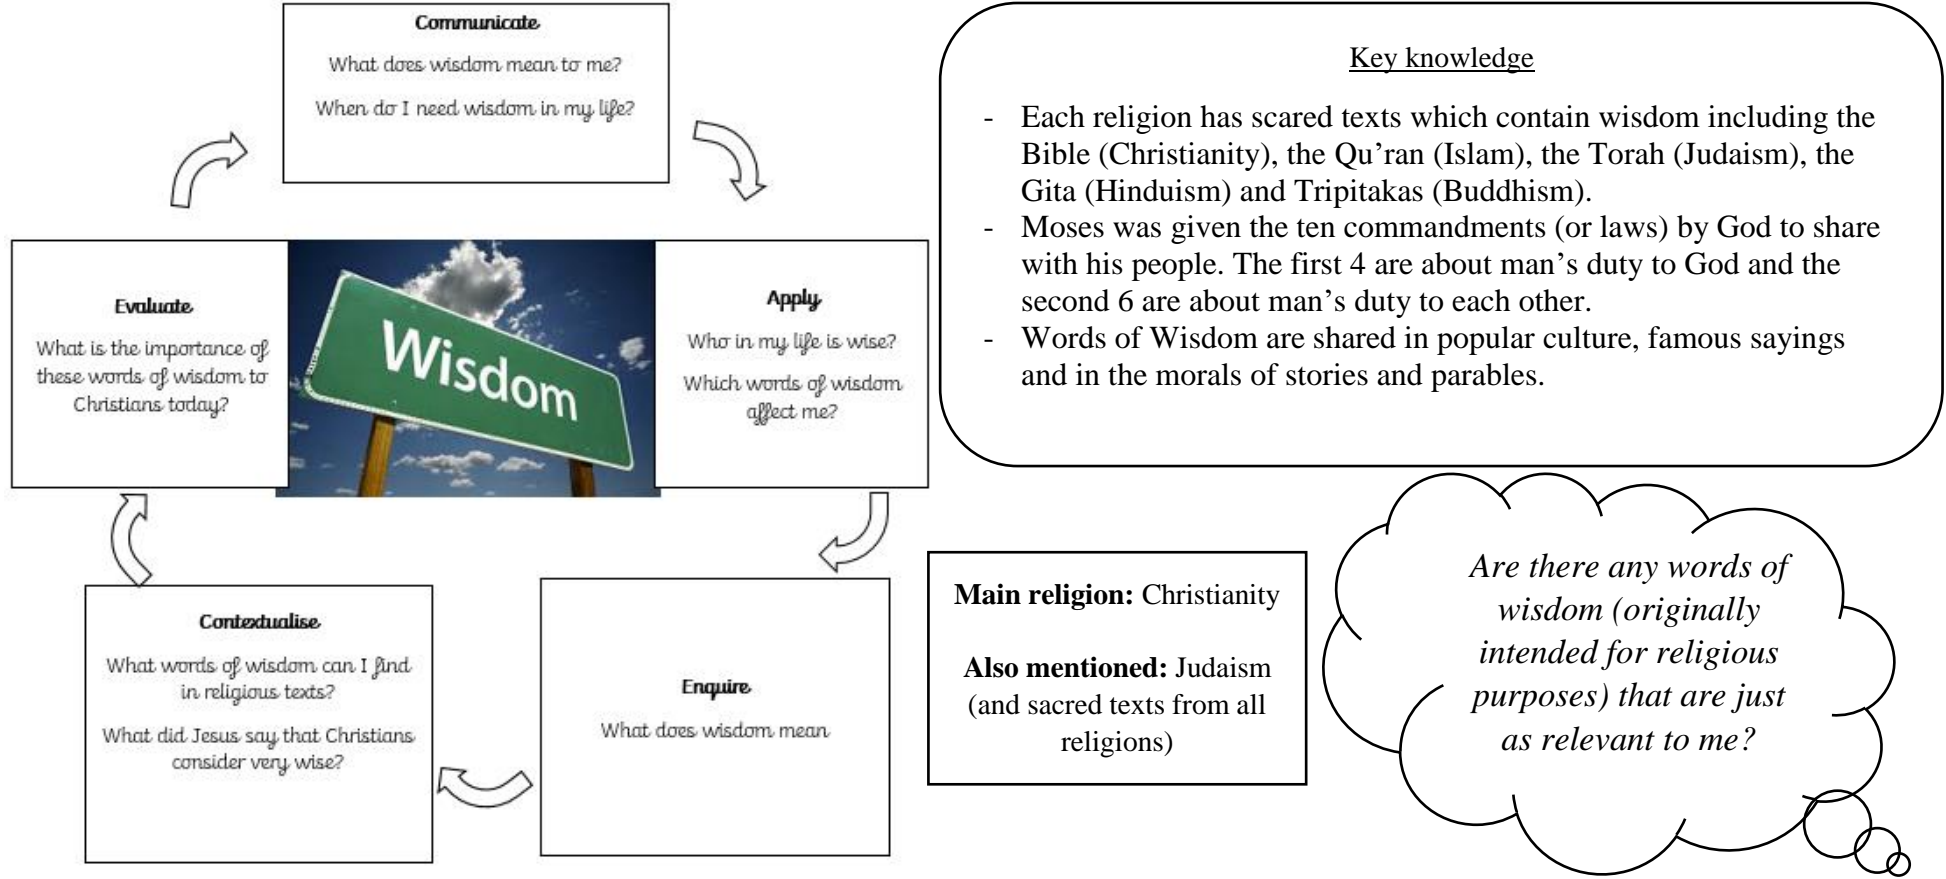 Communicate
What does wisdom mean to me?
When do I need wisdom in my life?
Evaluate
What is the importance of
these words of wisdom to
Christians today?
Wisdom
Apply
Who in my life is wise?
Which words of wisdom
affect me?
Contextualise
What words of wisdom can I find
in religious texts?
What did Jesus say that Christians
consider very wise?
Enquire
What does wisdom mean
Key knowledge
- Each religion has scared texts which contain wisdom including the
Bible (Christianity), the Qu’ran (Islam), the Torah (Judaism), the
Gita (Hinduism) and Tripitakas (Buddhism).
- Moses was given the ten commandments (or laws) by God to share
with his people. The first 4 are about man’s duty to God and the
second 6 are about man’s duty to each other.
- Words of Wisdom are shared in popular culture, famous sayings
and in the morals of stories and parables.
Main religion: Christianity
Also mentioned: Judaism
(and sacred texts from all
religions)
Are there any words of
wisdom (originally
intended for religious
purposes) that are just
as relevant to me?